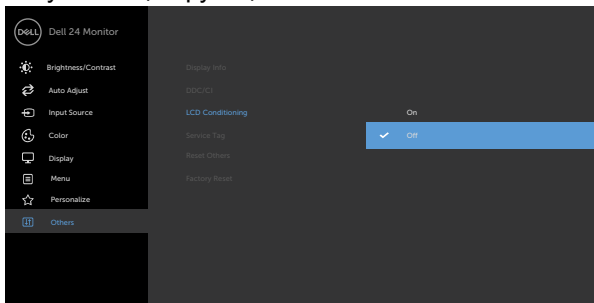 DELL Dell 24 Monitor
Brightness/Contrast
Display Info
Auto Adjust
DDC/CI
Input Source
LCD Conditioning
On
Color
Service Tag
Off
Display
Reset Others
Menu
Factory Reset
Personalize
Others